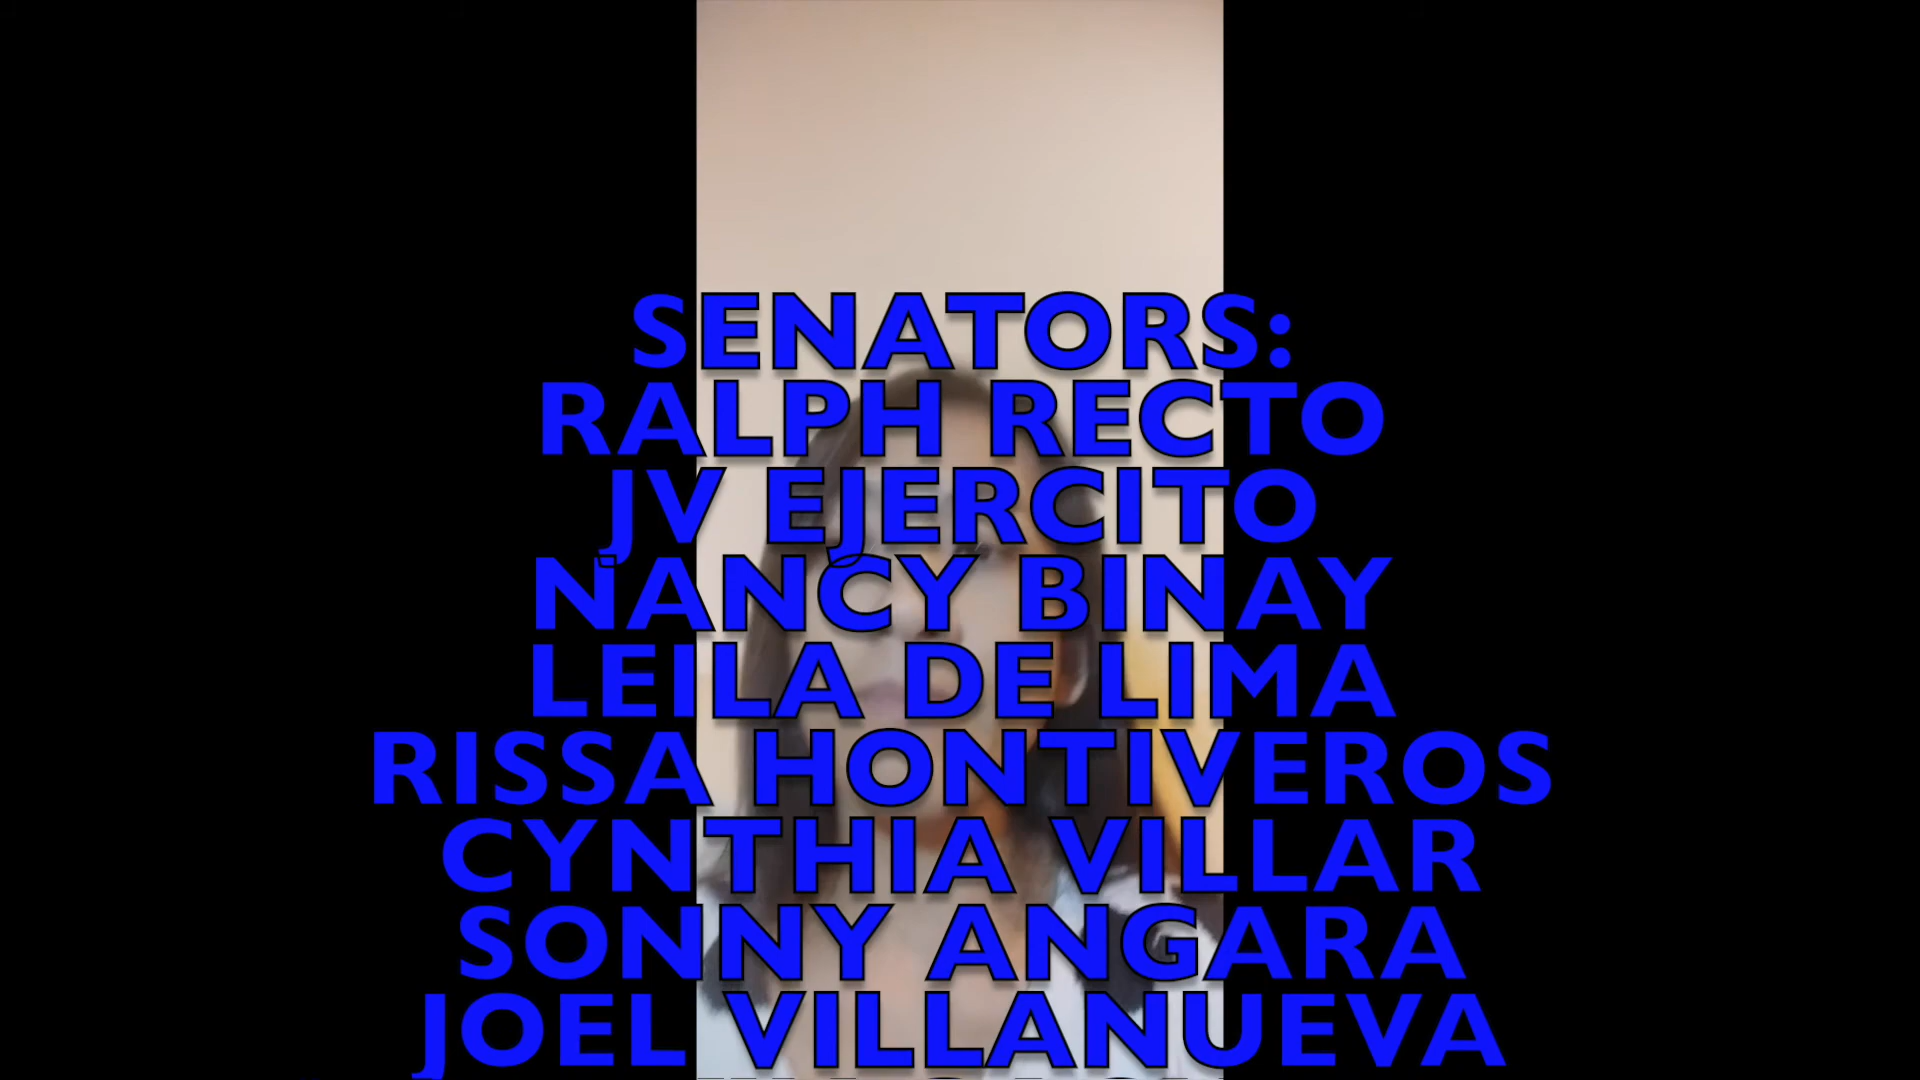 SENATORS:
RALPH RECTO
JV EJERCITO
NANCY BINAY
LEILA DE LIMA
RISSA HONTIVEROS
CYNTHIA VILLAR
SONNY ANGARA
JOEL VILLANUEVA